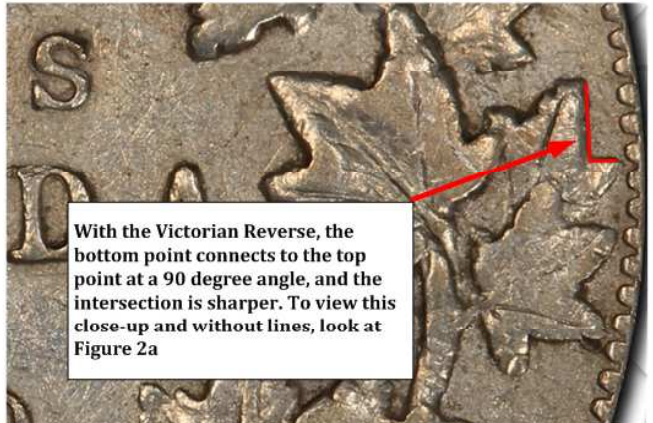 S
DA
With the Victorian Reverse, the
bottom point connects to the top
point at a 90 degree angle, and the
intersection is sharper. To view this
close-up and without lines, look at
Figure 2a